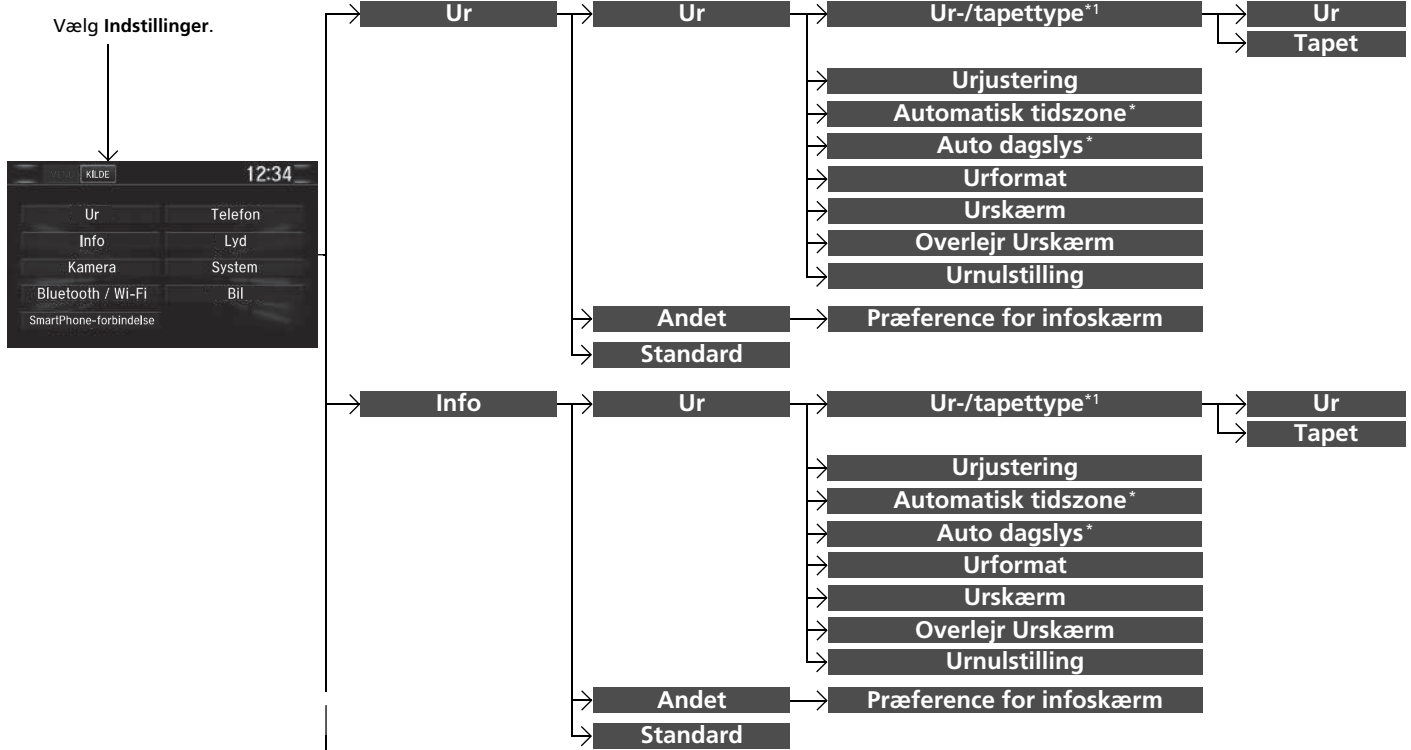 Vælg Indstillinger.
KILDE
12:34
Ur
Telefon
Info
Lyd
Kamera
System
Bluetooth / Wi-Fi
Bil
SmartPhone-forbindelse
Ur
Ur
Ur-/tapettype*1
Ur
Tapet
Urjustering
Automatisk tidszone*
Auto dagslys*
Urformat
Urskærm
Overlejr Urskærm
Urnulstilling
Andet
Præference for infoskærm
Standard
Info
Ur
Ur-/tapettype*1
Ur
Tapet
Urjustering
Automatisk tidszone*
Auto dagslys*
Urformat
Urskærm
Overlejr Urskærm
Urnulstilling
Andet
Præference for infoskærm
Standard